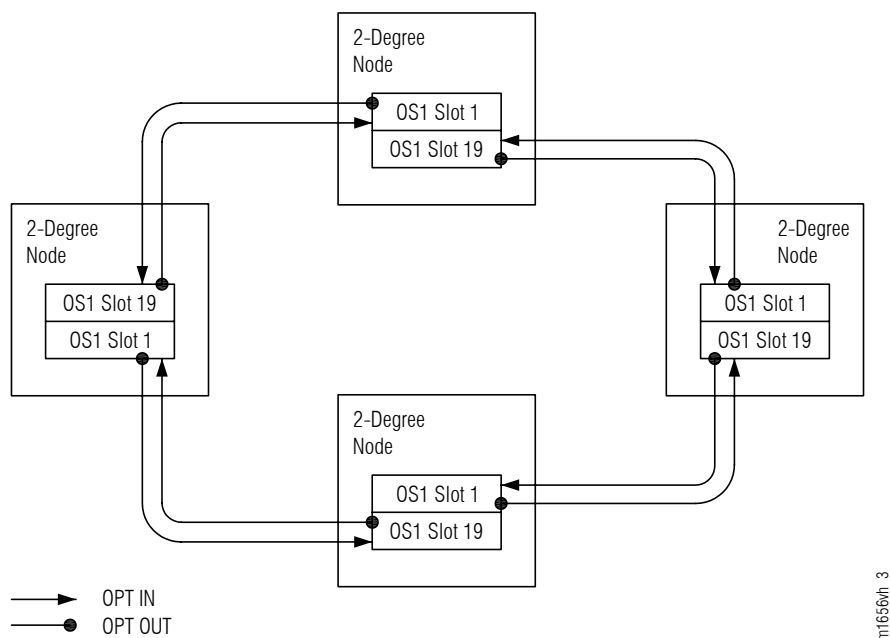 2-Degree
Node
OS1 Slot 1
OS1 Slot 19
2-Degree
Node
OS1 Slot 19
OS1 Slot 1
2-Degree
Node
OS1 Slot 1
OS1 Slot 19
2-Degree
Node
OS1 Slot 1
OS1 Slot 19
OPT IN
OPT OUT
m1656vh_3